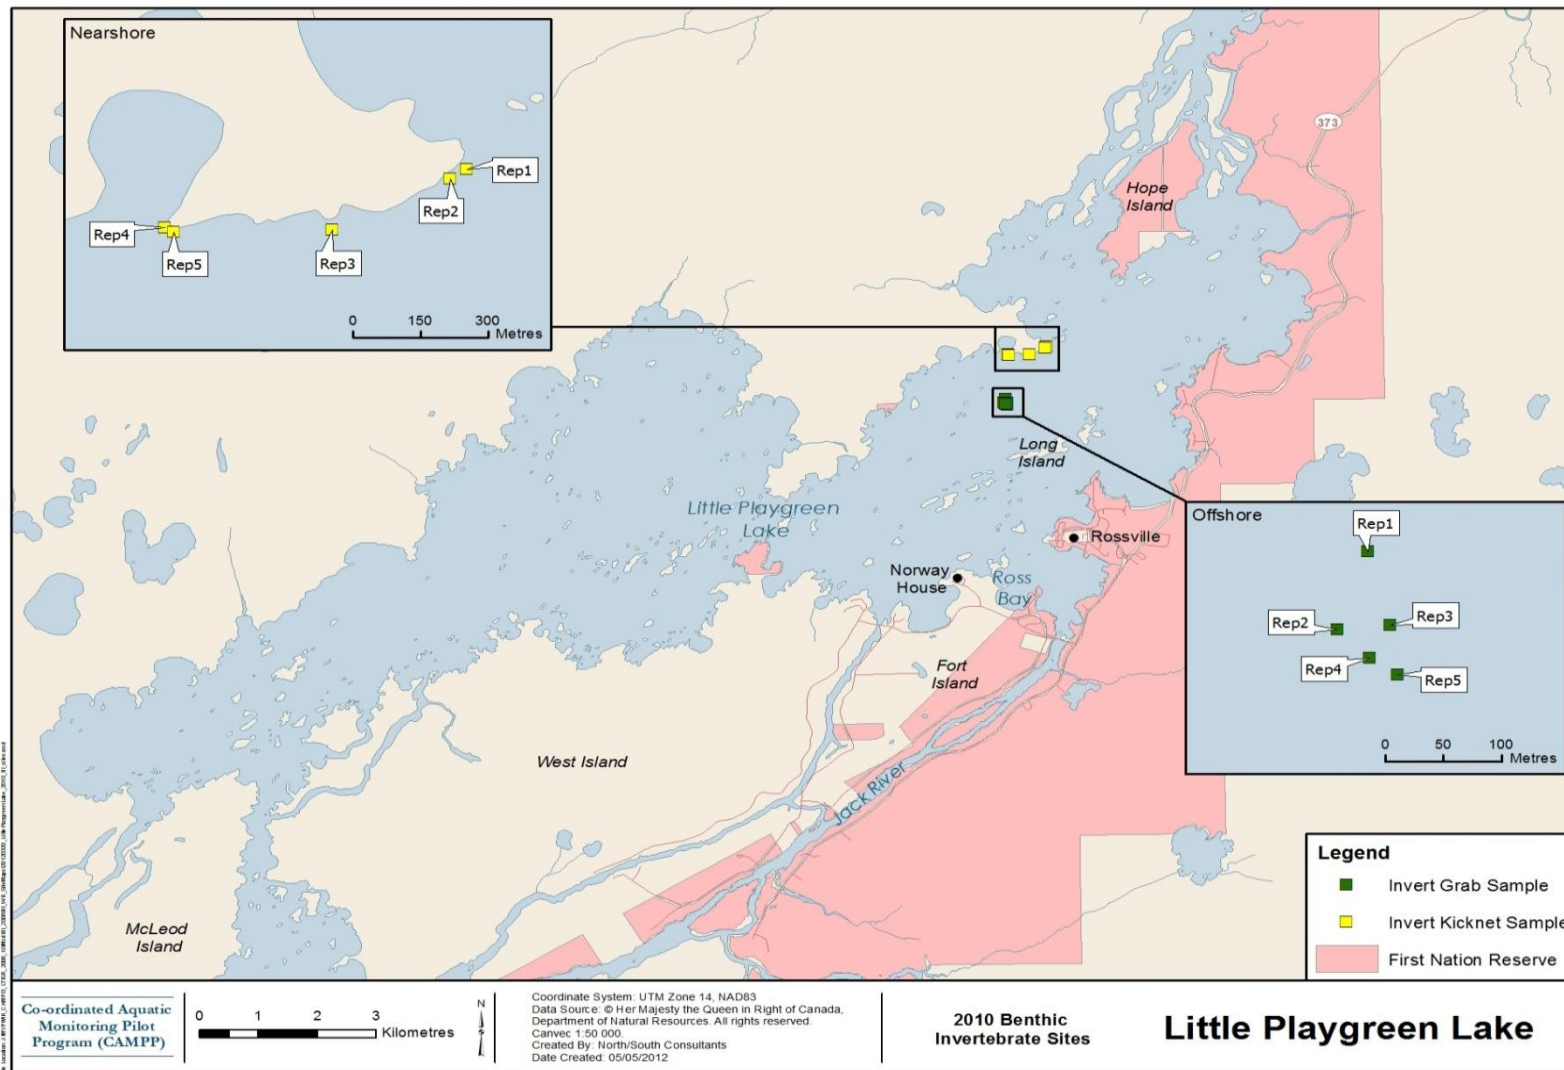 Nearshore
Rep1
Rep2
Rep4
Rep5
Rep3
0 150 300
Metres
373
Hope
Island
Long
Island
Little Playgreen
Lake
Rossville
Norway
House
Ross
Bay
Fort
Island
West Island
Jack River
McLeod
Island
Offshore
Rep1
Rep2
Rep3
Rep4
Rep5
0 50 100
Metres
Legend
Invert Grab Sample
Invert Kicknet Sample
First Nation Reserve
Co-ordinated Aquatic
Monitoring Pilot
Program (CAMPP)
0 1 2 3
Kilometres
N
Coordinate System: UTM Zone 14, NAD83
Data Source: © Her Majesty the Queen in Right of Canada,
Department of Natural Resources. All rights reserved.
Canvec 1:50 000.
Created By: North/South Consultants
Date Created: 05/05/2012
2010 Benthic
Invertebrate Sites
Little Playgreen Lake